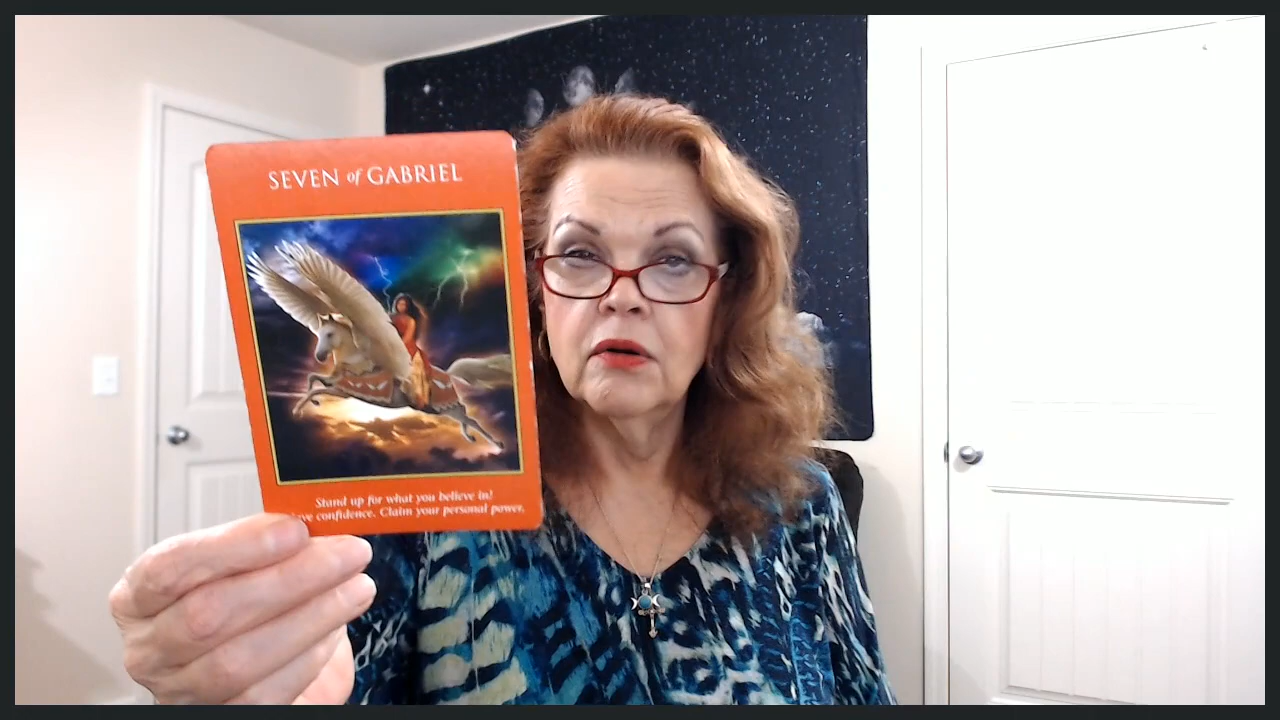 SEVEN of GABRIEL
Stand up for what you believe in!
confidence. Claim your personal power.